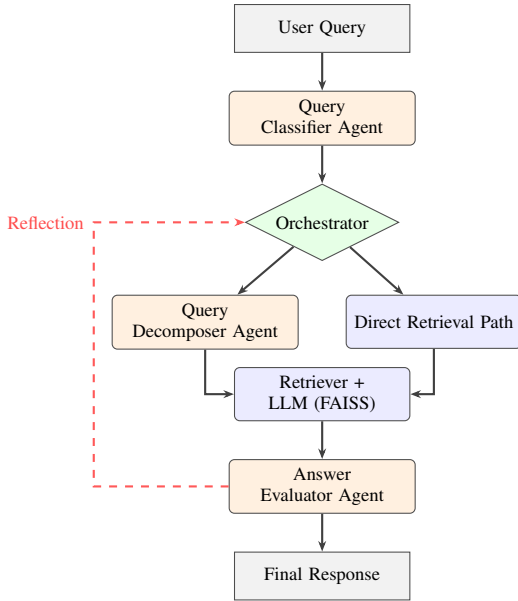 User Query
Query
Classifier Agent
Reflection
Orchestrator
Query
Decomposer Agent
Direct Retrieval Path
Retriever +
LLM (FAISS)
Answer
Evaluator Agent
Final Response